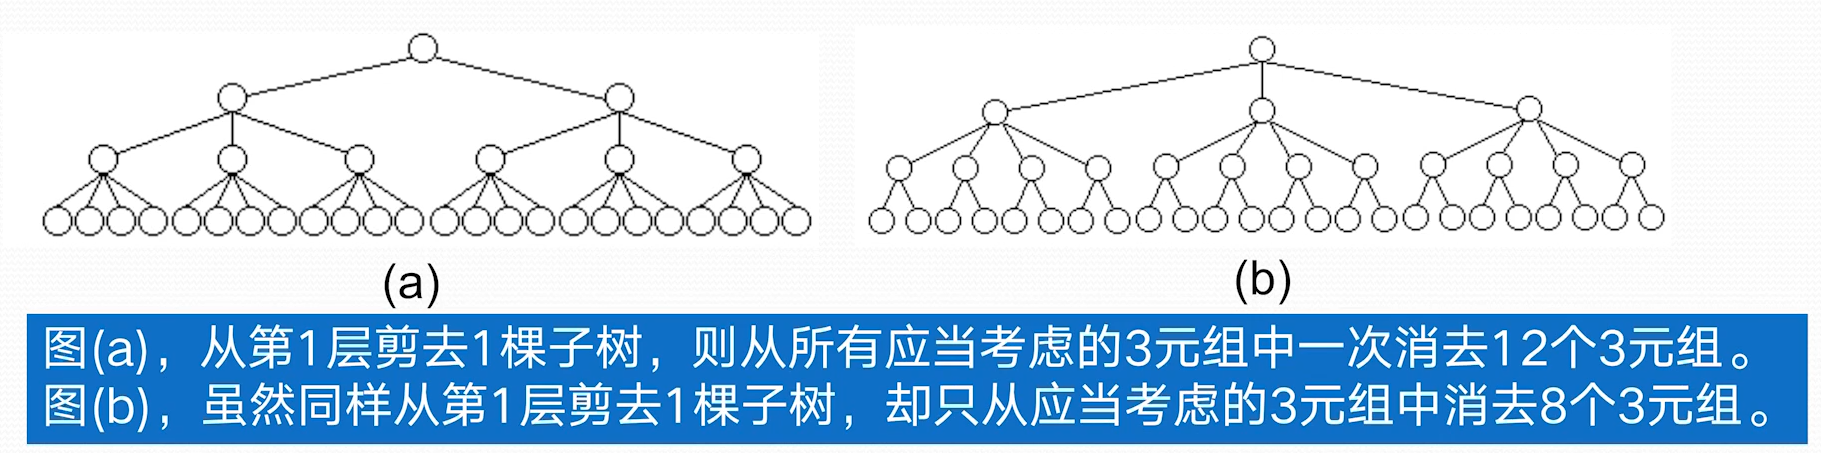 (a)
(b)
图(a)，从第1层剪去1棵子树，则从所有应当考虑的3元组中一次消去12个3元组。
图(b)，虽然同样从第1层剪去1棵子树，却只从应当考虑的3元组中消去8个3元组。